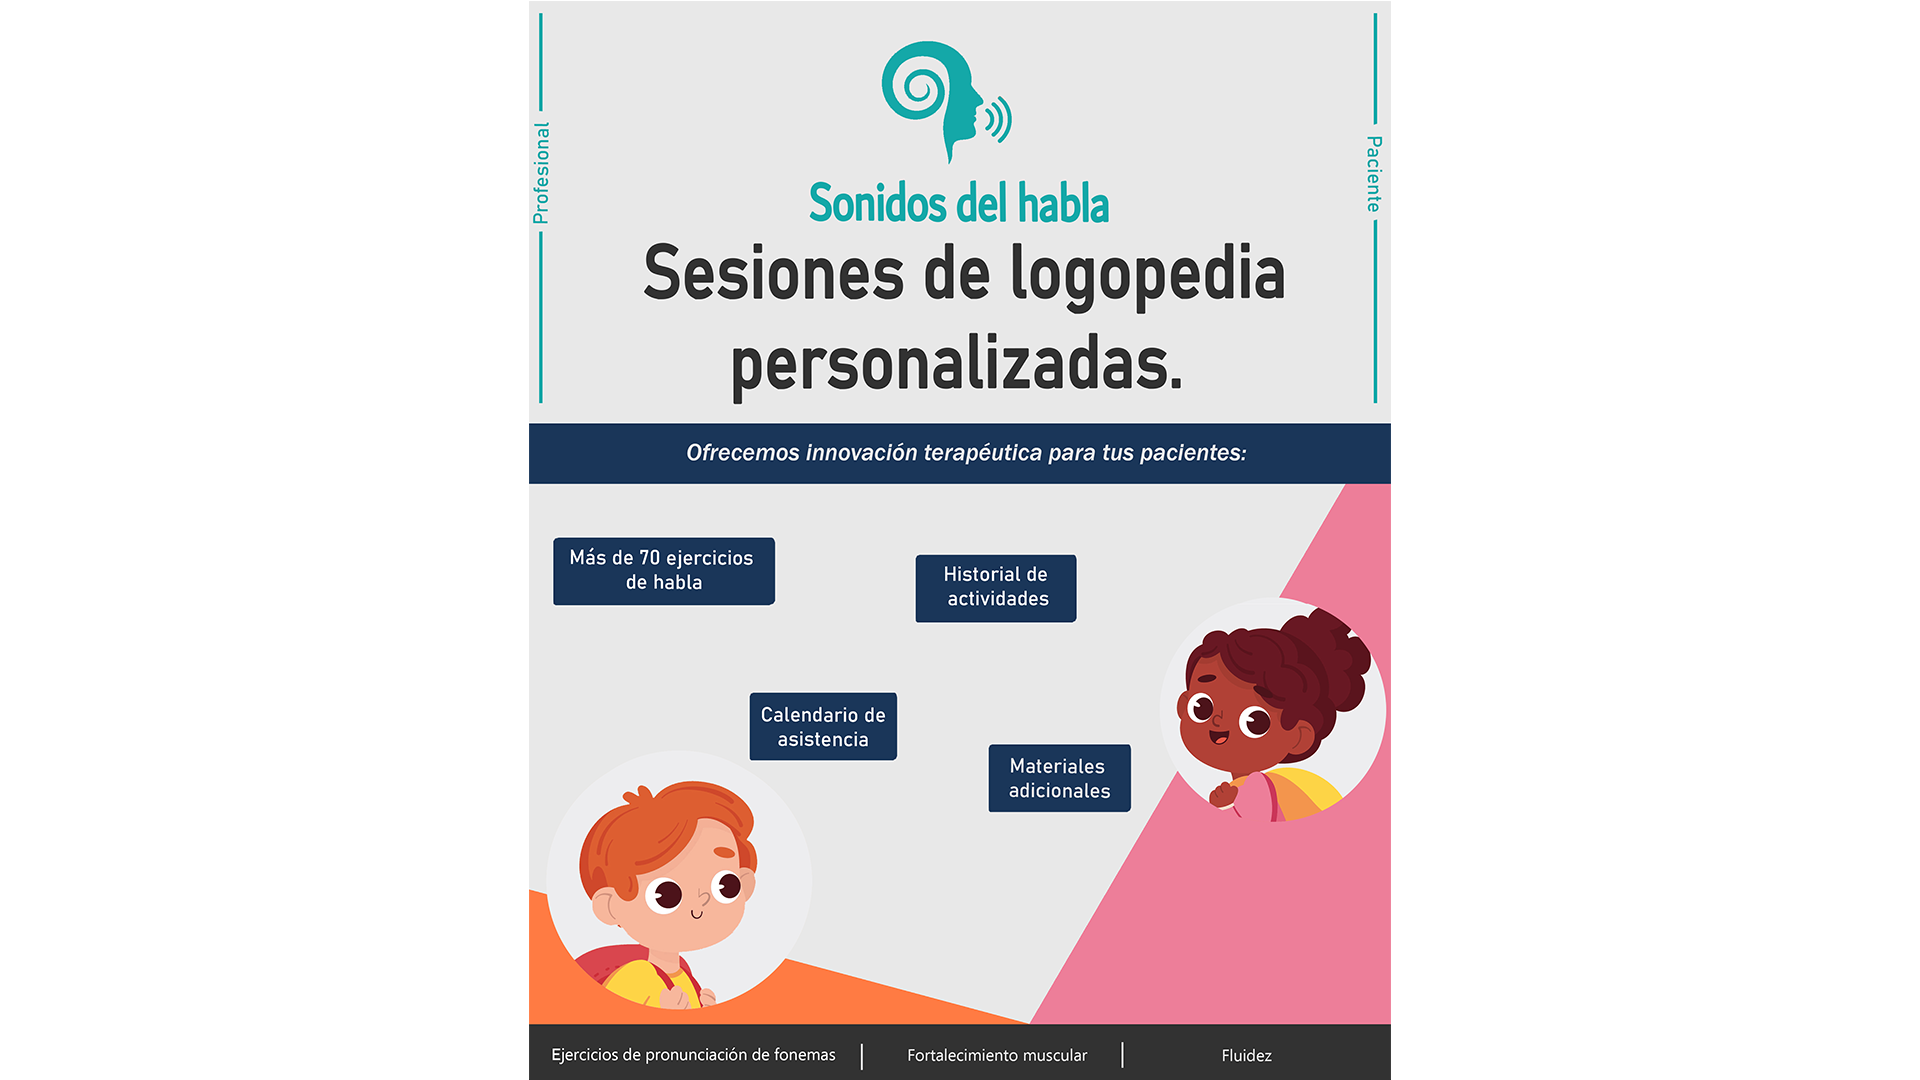 Profesional
Paciente
Sonidos del habla
Sesiones de logopedia
personalizadas.
Ofrecemos innovación terapéutica para tus pacientes:
Más de 70 ejercicios
de habla
Historial de
actividades
Calendario de
asistencia
Materiales
adicionales
Ejercicios de pronunciación de fonemas
Fortalecimiento muscular
Fluidez